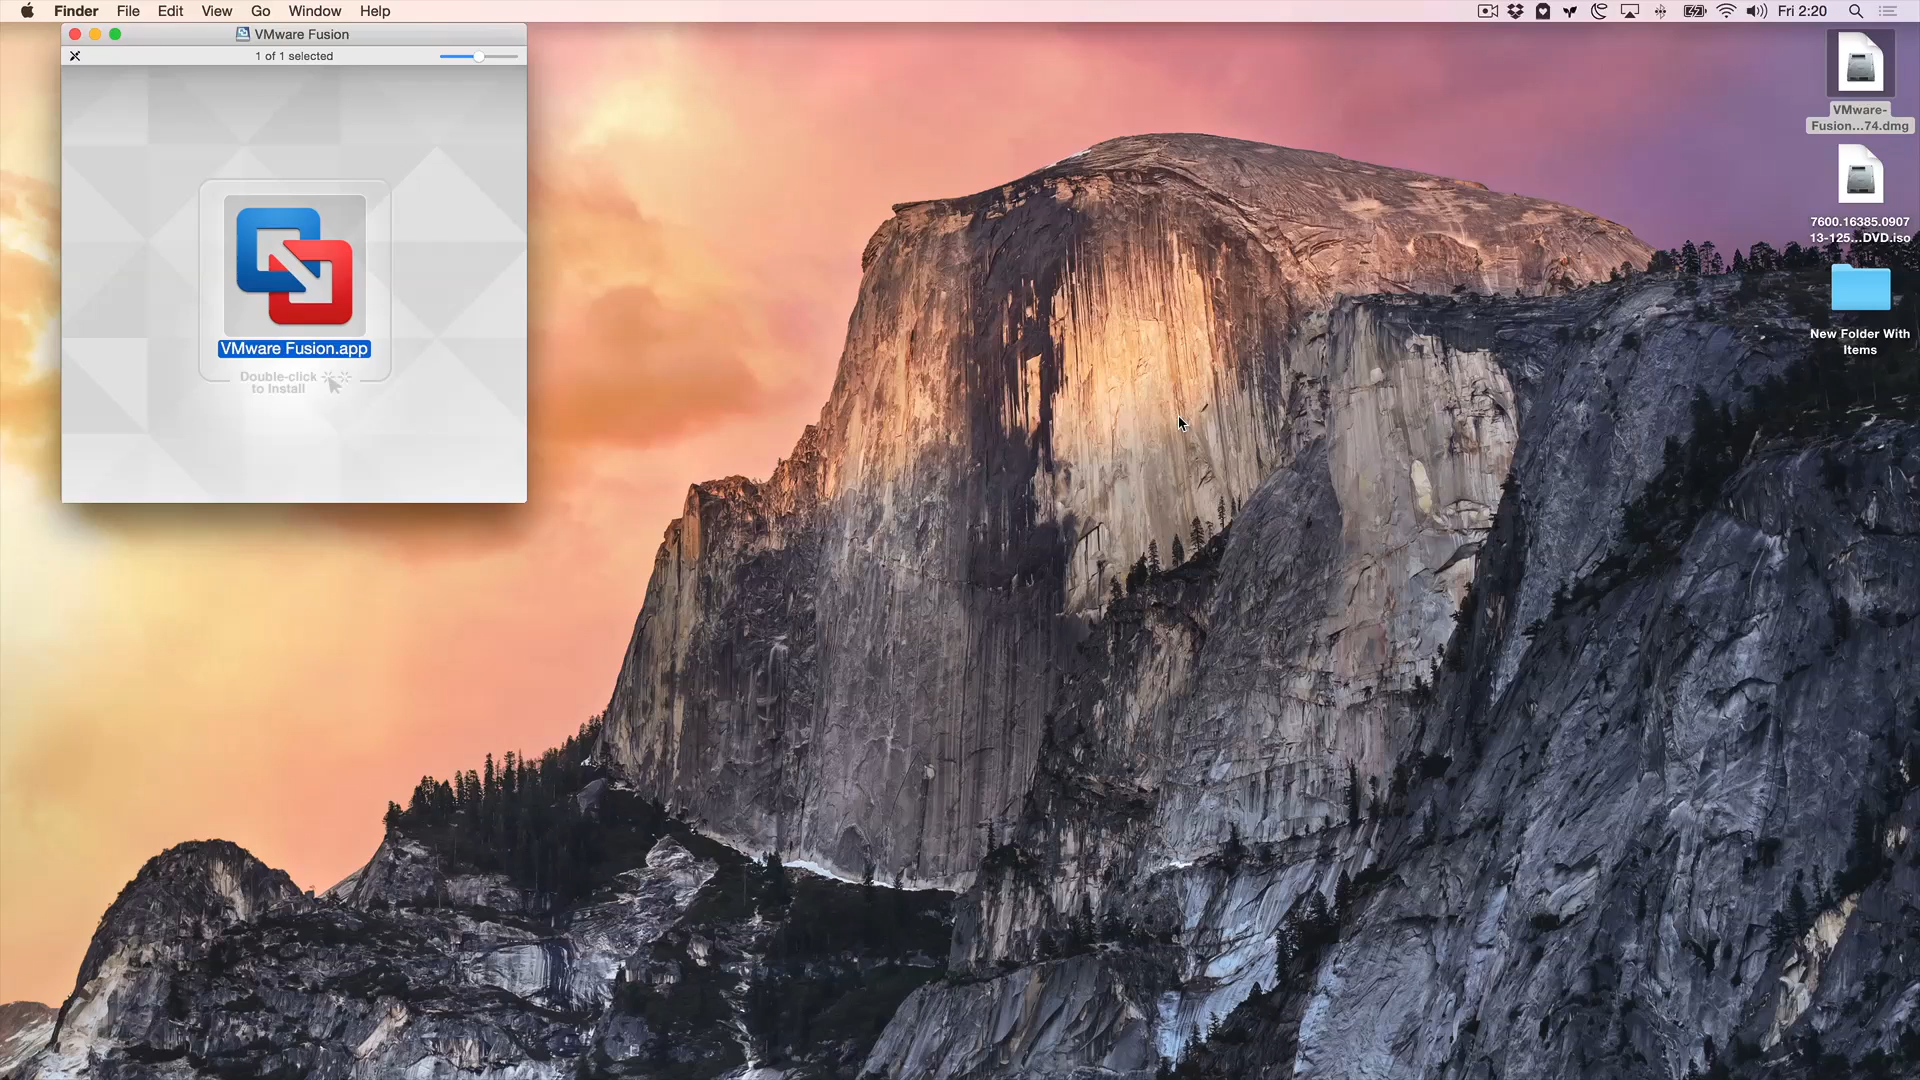 Finder File Edit View Go Window Help
Fri 2:20
VMware Fusion
1 of 1 selected
VMware Fusion.app
Double-click
to Install
VMware-
Fusion...74.dmg
7600.16385.0907
13-125...DVD.iso
New Folder With
Items